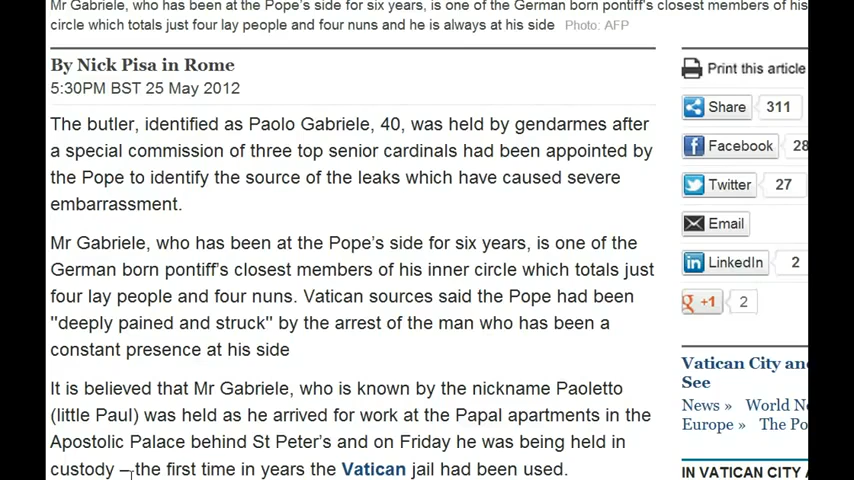 Mr Gabriele, who has been at the Pope's side for six years, is one of the German born pontiff's closest members of his
circle which totals just four lay people and four nuns and he is always at his side Photo: AFP
By Nick Pisa in Rome
5:30PM BST 25 May 2012
The butler, identified as Paolo Gabriele, 40, was held by gendarmes after
a special commission of three top senior cardinals had been appointed by
the Pope to identify the source of the leaks which have caused severe
embarrassment.
Mr Gabriele, who has been at the Pope's side for six years, is one of the
German born pontiff's closest members of his inner circle which totals just
four lay people and four nuns. Vatican sources said the Pope had been
"deeply pained and struck" by the arrest of the man who has been a
constant presence at his side
It is believed that Mr Gabriele, who is known by the nickname Paoletto
(little Paul) was held as he arrived for work at the Papal apartments in the
Apostolic Palace behind St Peter's and on Friday he was being held in
custody – the first time in years the Vatican jail had been used.
Print this article
Share 311
Facebook 28
Twitter 27
Email
LinkedIn 2
g +1 2
Vatican City an
See
News » World N
Europe » The Po
IN VATICAN CITY A